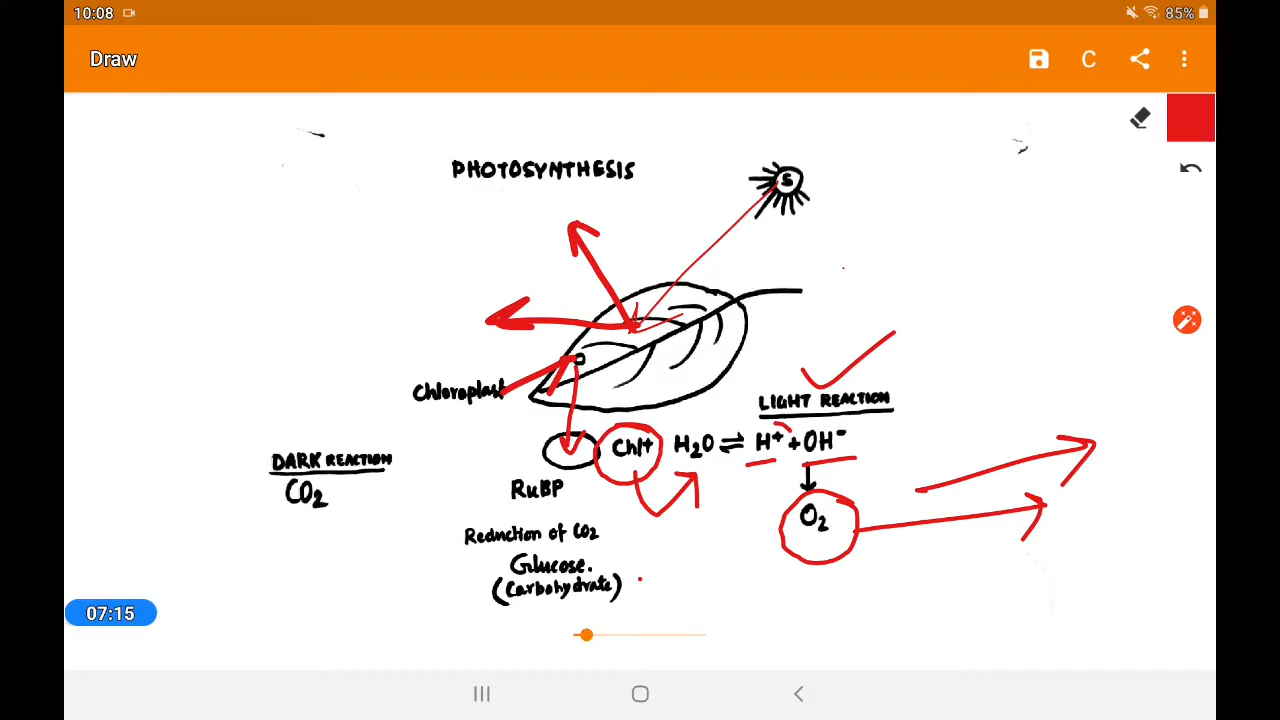 10:08
85%
Draw
C
PHOTOSYNTHESIS
S
Chloroplast
LIGHT REACTION
Chl+ H2O ⇌ H+ + OH-
DARK REACTION
CO2
RuBP
O2
Reduction of CO2
Glucose.
(Carbohydrate)
07:15